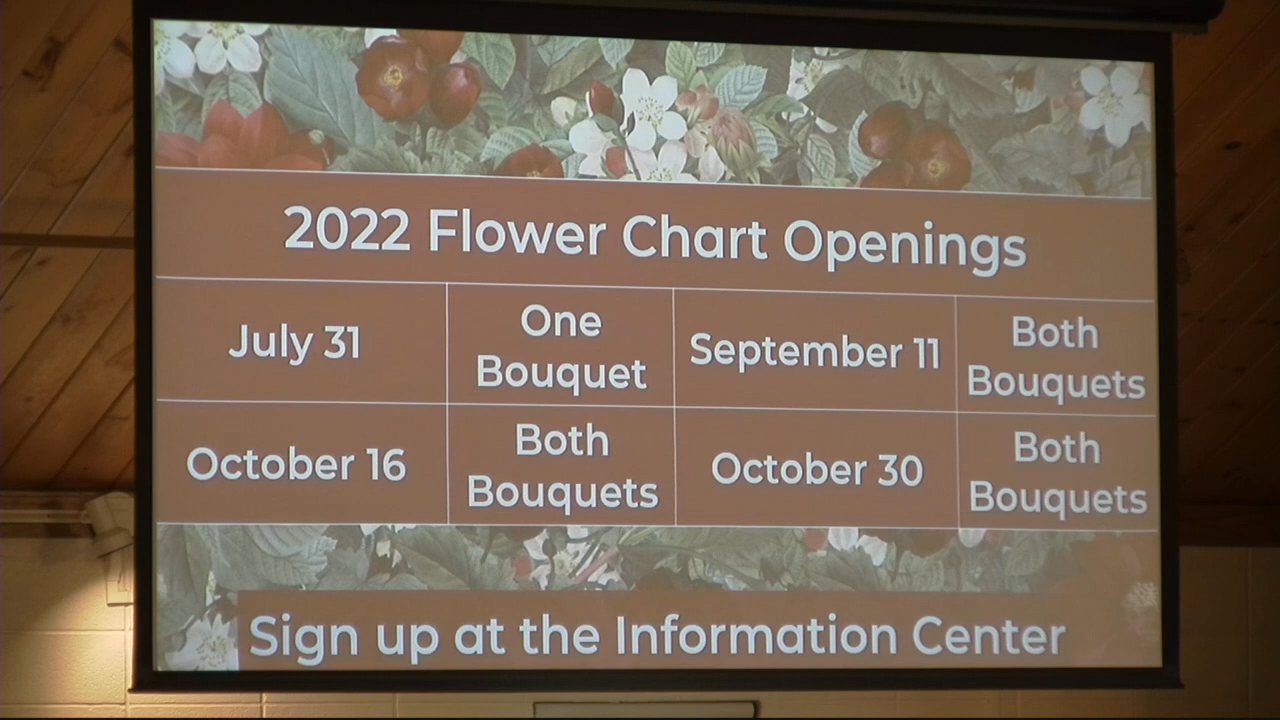 2022 Flower Chart Openings
July 31
One
Bouquet
September 11
Both
Bouquets
October 16
Both
Bouquets
October 30
Both
Bouquets
Sign up at the Information Center